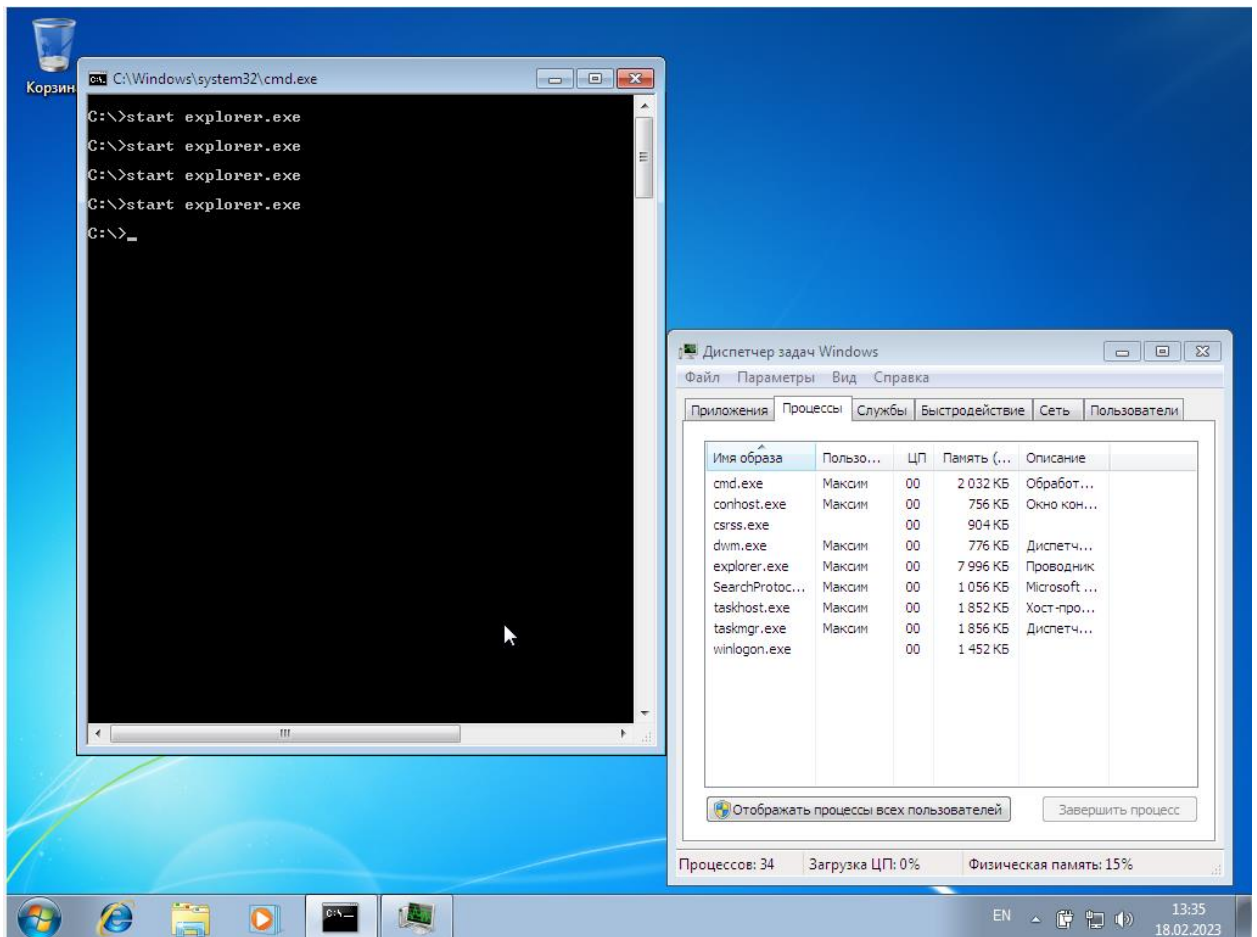 Корзин
C:\Windows\system32\cmd.exe
C:\>start explorer.exe
C:\>start explorer.exe
C:\>start explorer.exe
C:\>start explorer.exe
C:\>_
Диспетчер задач Windows
Файл Параметры Вид Справка
Приложения Процессы Службы Быстродействие Сеть Пользователи
Имя образа Пользо... ЦП Память (... Описание
cmd.exe Максим 00 2 032 КБ Обработ...
conhost.exe Максим 00 756 КБ Окно кон...
csrss.exe 00 904 КБ
dwm.exe Максим 00 776 КБ Диспетч...
explorer.exe Максим 00 7 996 КБ Проводник
SearchProtoc... Максим 00 1 056 КБ Microsoft ...
taskhost.exe Максим 00 1 852 КБ Хост-про...
taskmgr.exe Максим 00 1 856 КБ Диспетч...
winlogon.exe 00 1 452 КБ
Отображать процессы всех пользователей Завершить процесс
Процессов: 34 Загрузка ЦП: 0% Физическая память: 15%
EN 13:35
18.02.2023